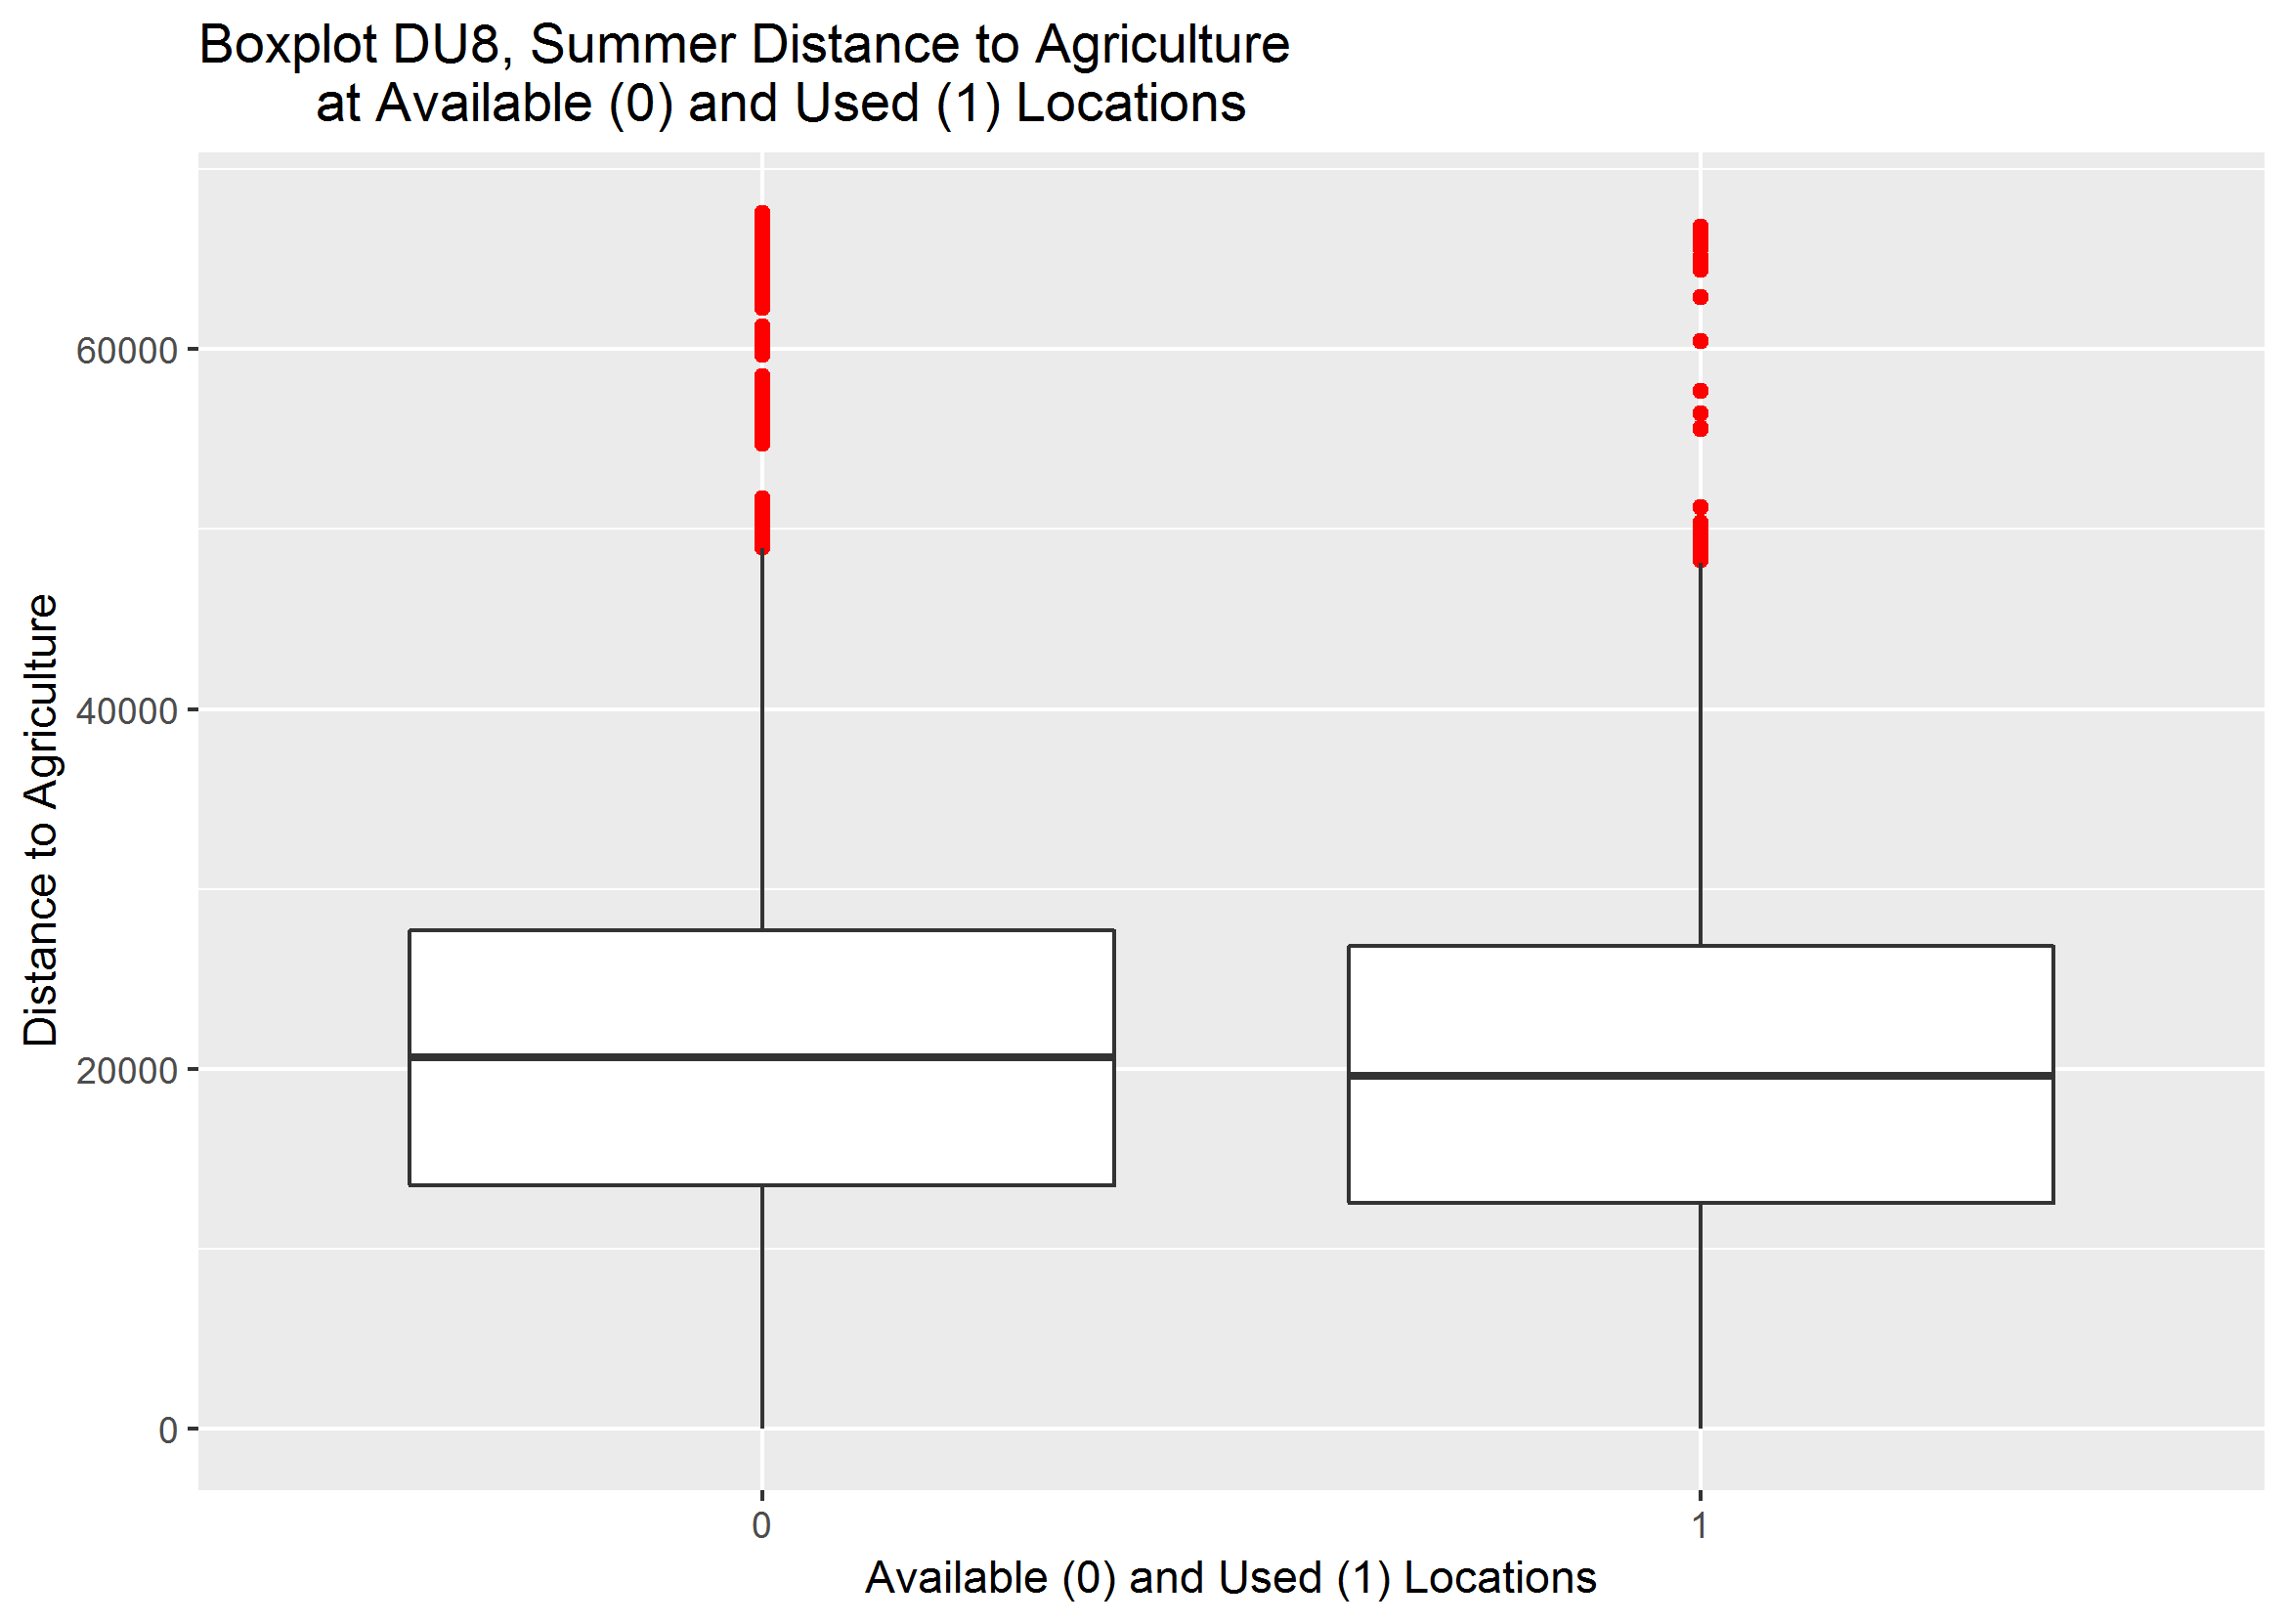 Boxplot DU8, Summer Distance to Agriculture
at Available (0) and Used (1) Locations
Distance to Agriculture
60000
40000
20000
0
0
1
Available (0) and Used (1) Locations